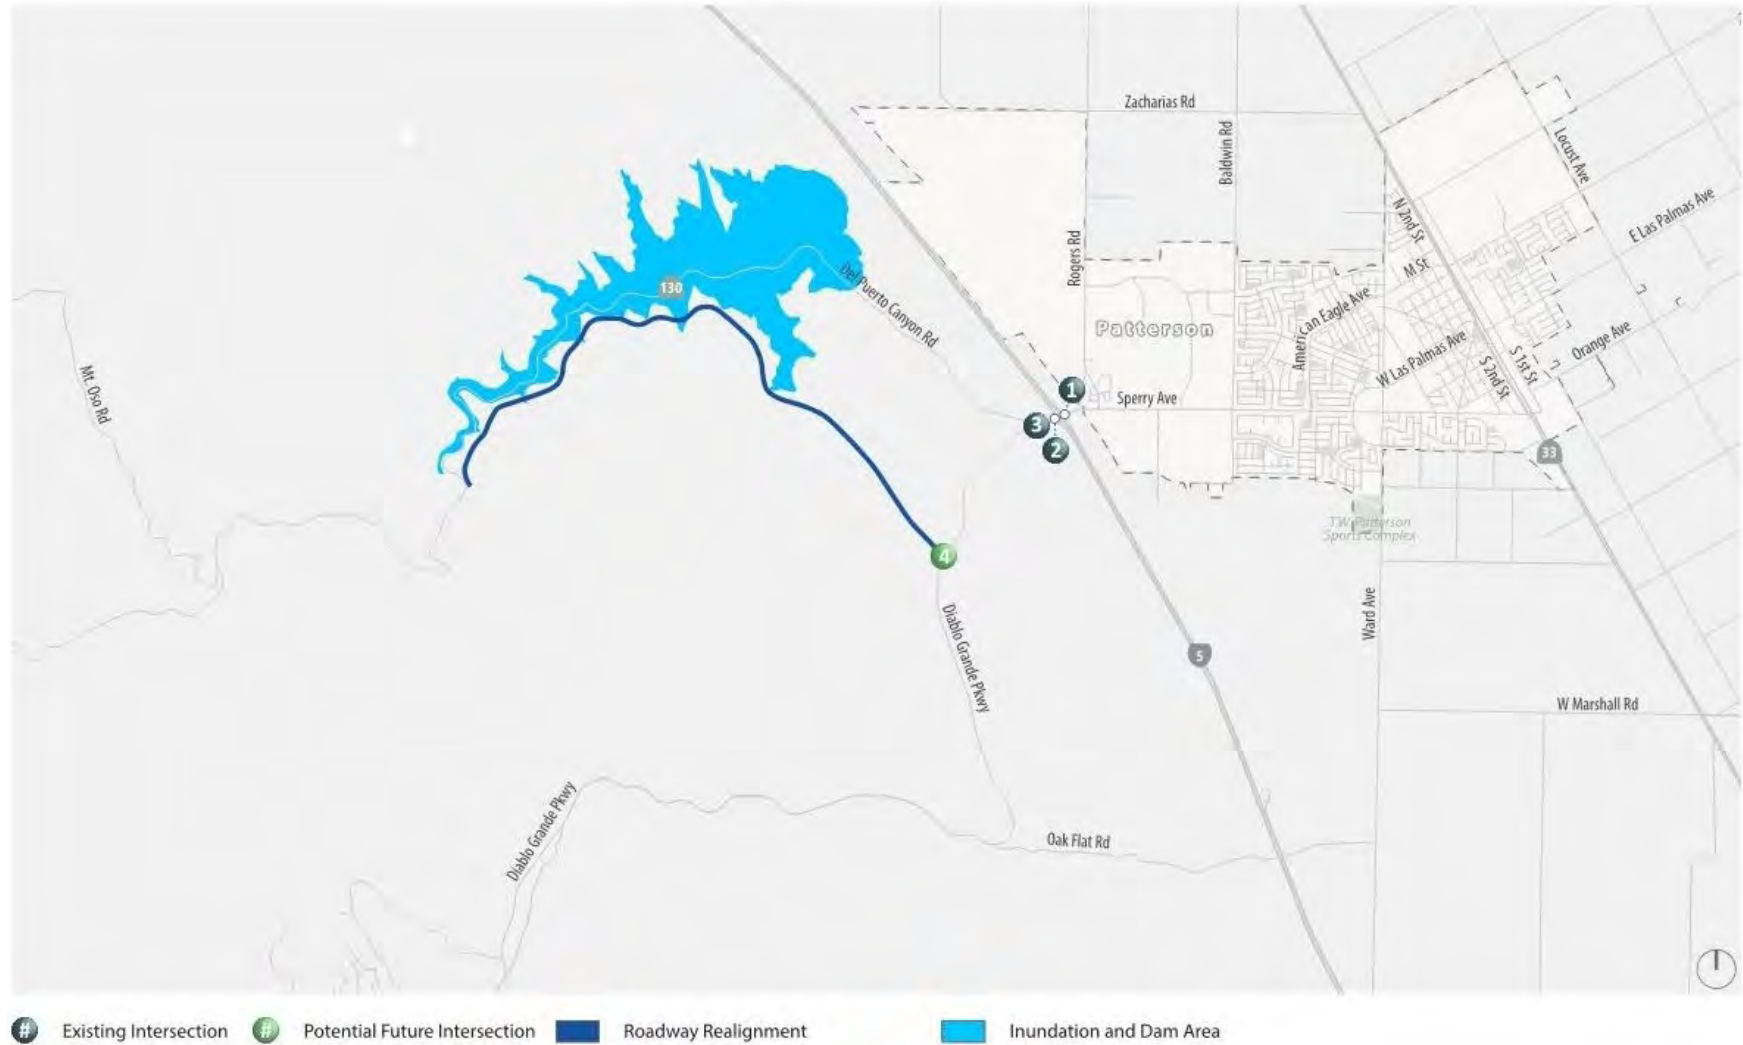 Zacharias Rd
Baldwin Rd
Locust Ave
N 2nd St
E Las Palmas Ave
Rogers Rd
M St
Del Puerto Canyon Rd
130
Patterson
American Eagle Ave
W Las Palmas Ave
S 1st St
S 2nd St
Orange Ave
Mt. Oso Rd
1
Sperry Ave
3
2
33
T.W. Patterson
Sports Complex
4
Diablo Grande Pkwy
Ward Ave
5
W Marshall Rd
Diablo Grande Pkwy
Oak Flat Rd
# Existing Intersection
# Potential Future Intersection
Roadway Realignment
Inundation and Dam Area